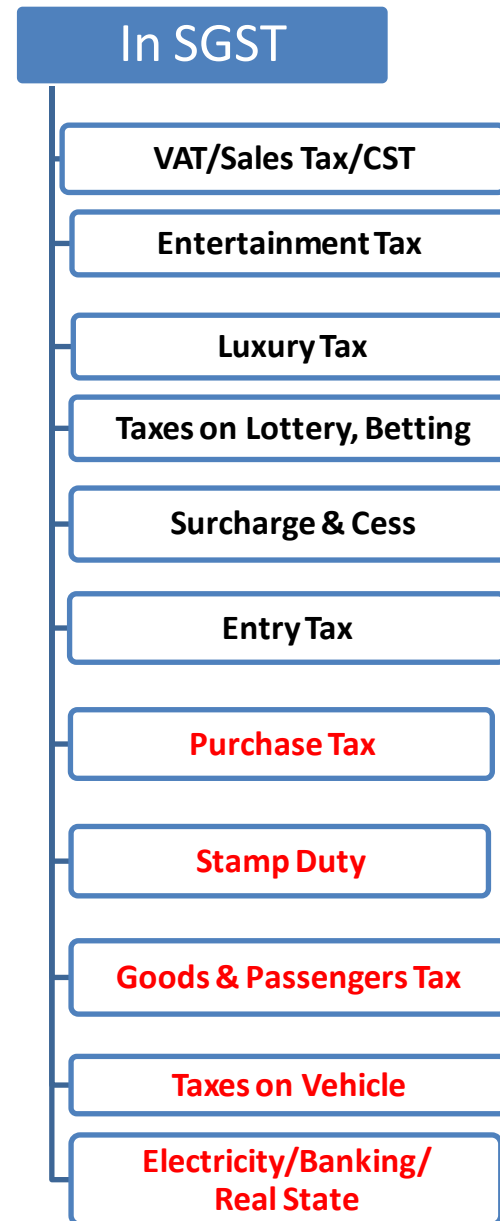 In SGST
VAT/Sales Tax/CST
Entertainment Tax
Luxury Tax
Taxes on Lottery, Betting
Surcharge & Cess
Entry Tax
Purchase Tax
Stamp Duty
Goods & Passengers Tax
Taxes on Vehicle
Electricity/Banking/
Real State